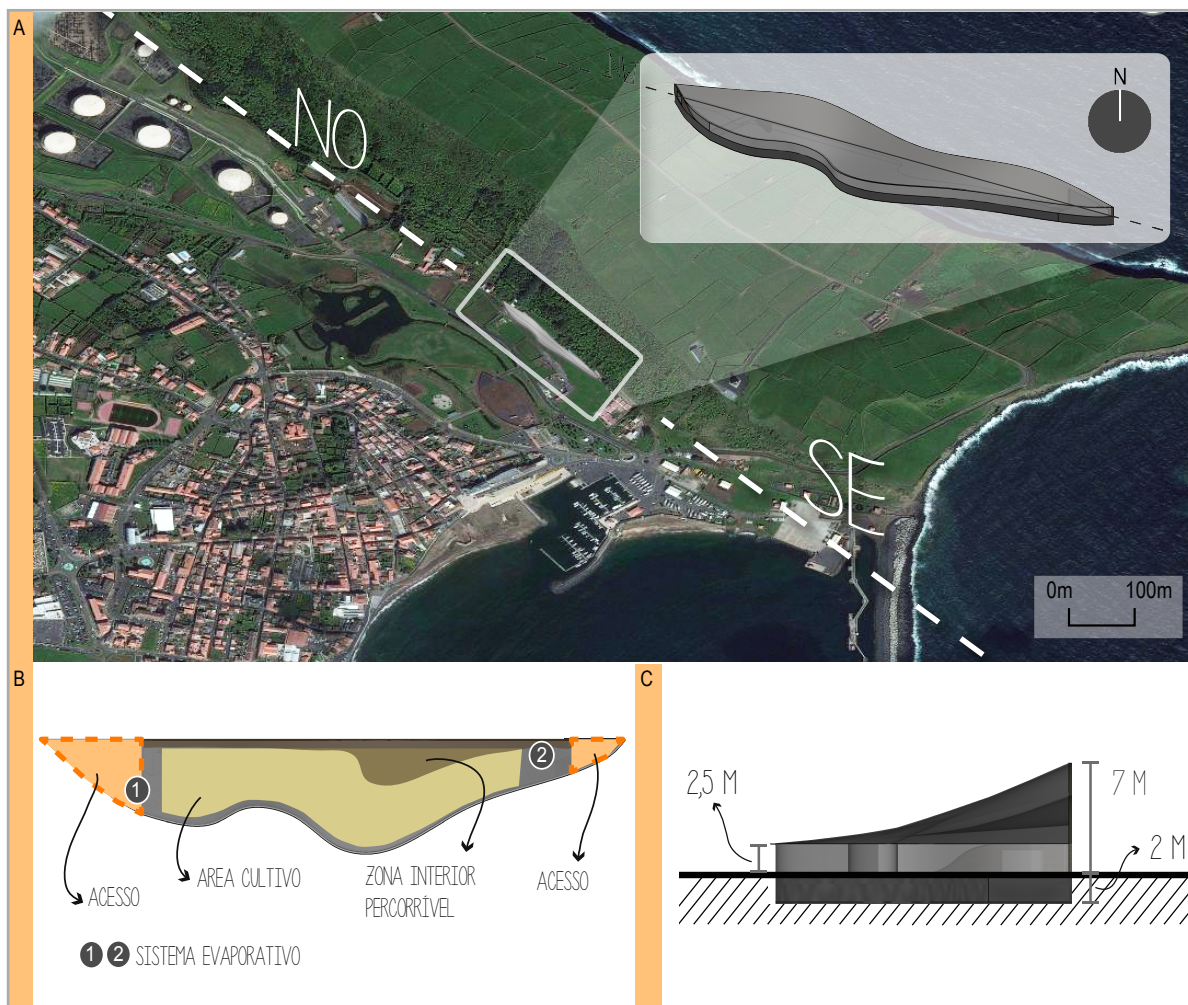 A
NO
N
SE
0m 100m
B
1
2
ACESSO
AREA CULTIVO
ZONA INTERIOR
PERCORRÍVEL
ACESSO
1 2 SISTEMA EVAPORATIVO
C
2,5 M
7 M
2 M